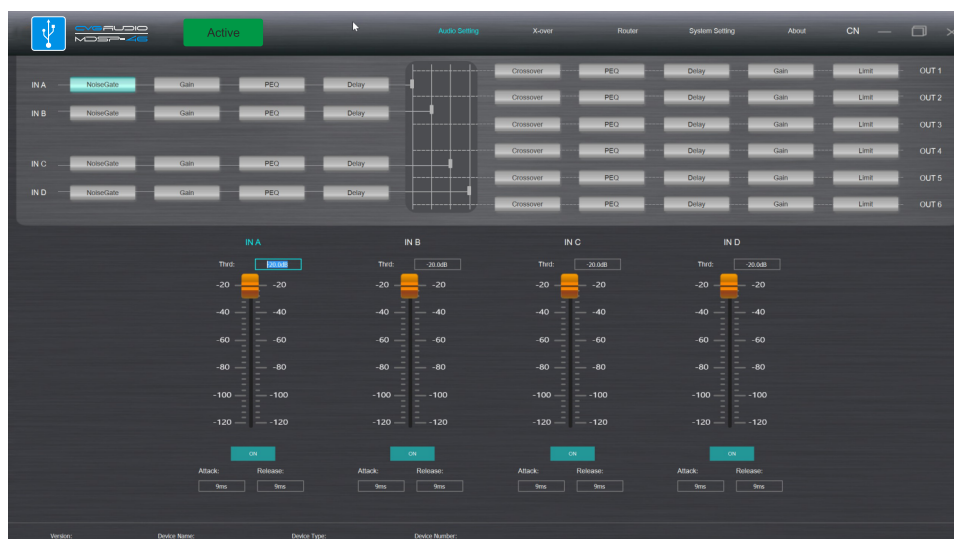 CVGAUDIO
MDSP-46
Active
Audio Setting X-over Router System Setting About CN
IN A NoiseGate Gain PEQ Delay
IN B NoiseGate Gain PEQ Delay
IN C NoiseGate Gain PEQ Delay
IN D NoiseGate Gain PEQ Delay
Crossover PEQ Delay Gain Limit OUT 1
Crossover PEQ Delay Gain Limit OUT 2
Crossover PEQ Delay Gain Limit OUT 3
Crossover PEQ Delay Gain Limit OUT 4
Crossover PEQ Delay Gain Limit OUT 5
Crossover PEQ Delay Gain Limit OUT 6
IN A IN B IN C IN D
Thrd: -20.0dB Thrd: -20.0dB Thrd: -20.0dB Thrd: -20.0dB
-20 -20 -20 -20 -20 -20 -20 -20
-40 -40 -40 -40 -40 -40 -40 -40
-60 -60 -60 -60 -60 -60 -60 -60
-80 -80 -80 -80 -80 -80 -80 -80
-100 -100 -100 -100 -100 -100 -100 -100
-120 -120 -120 -120 -120 -120 -120 -120
ON ON ON ON
Attack: Release: Attack: Release: Attack: Release: Attack: Release:
9ms 9ms 9ms 9ms 9ms 9ms 9ms 9ms
Version: Device Name: Device Type: Device Number: